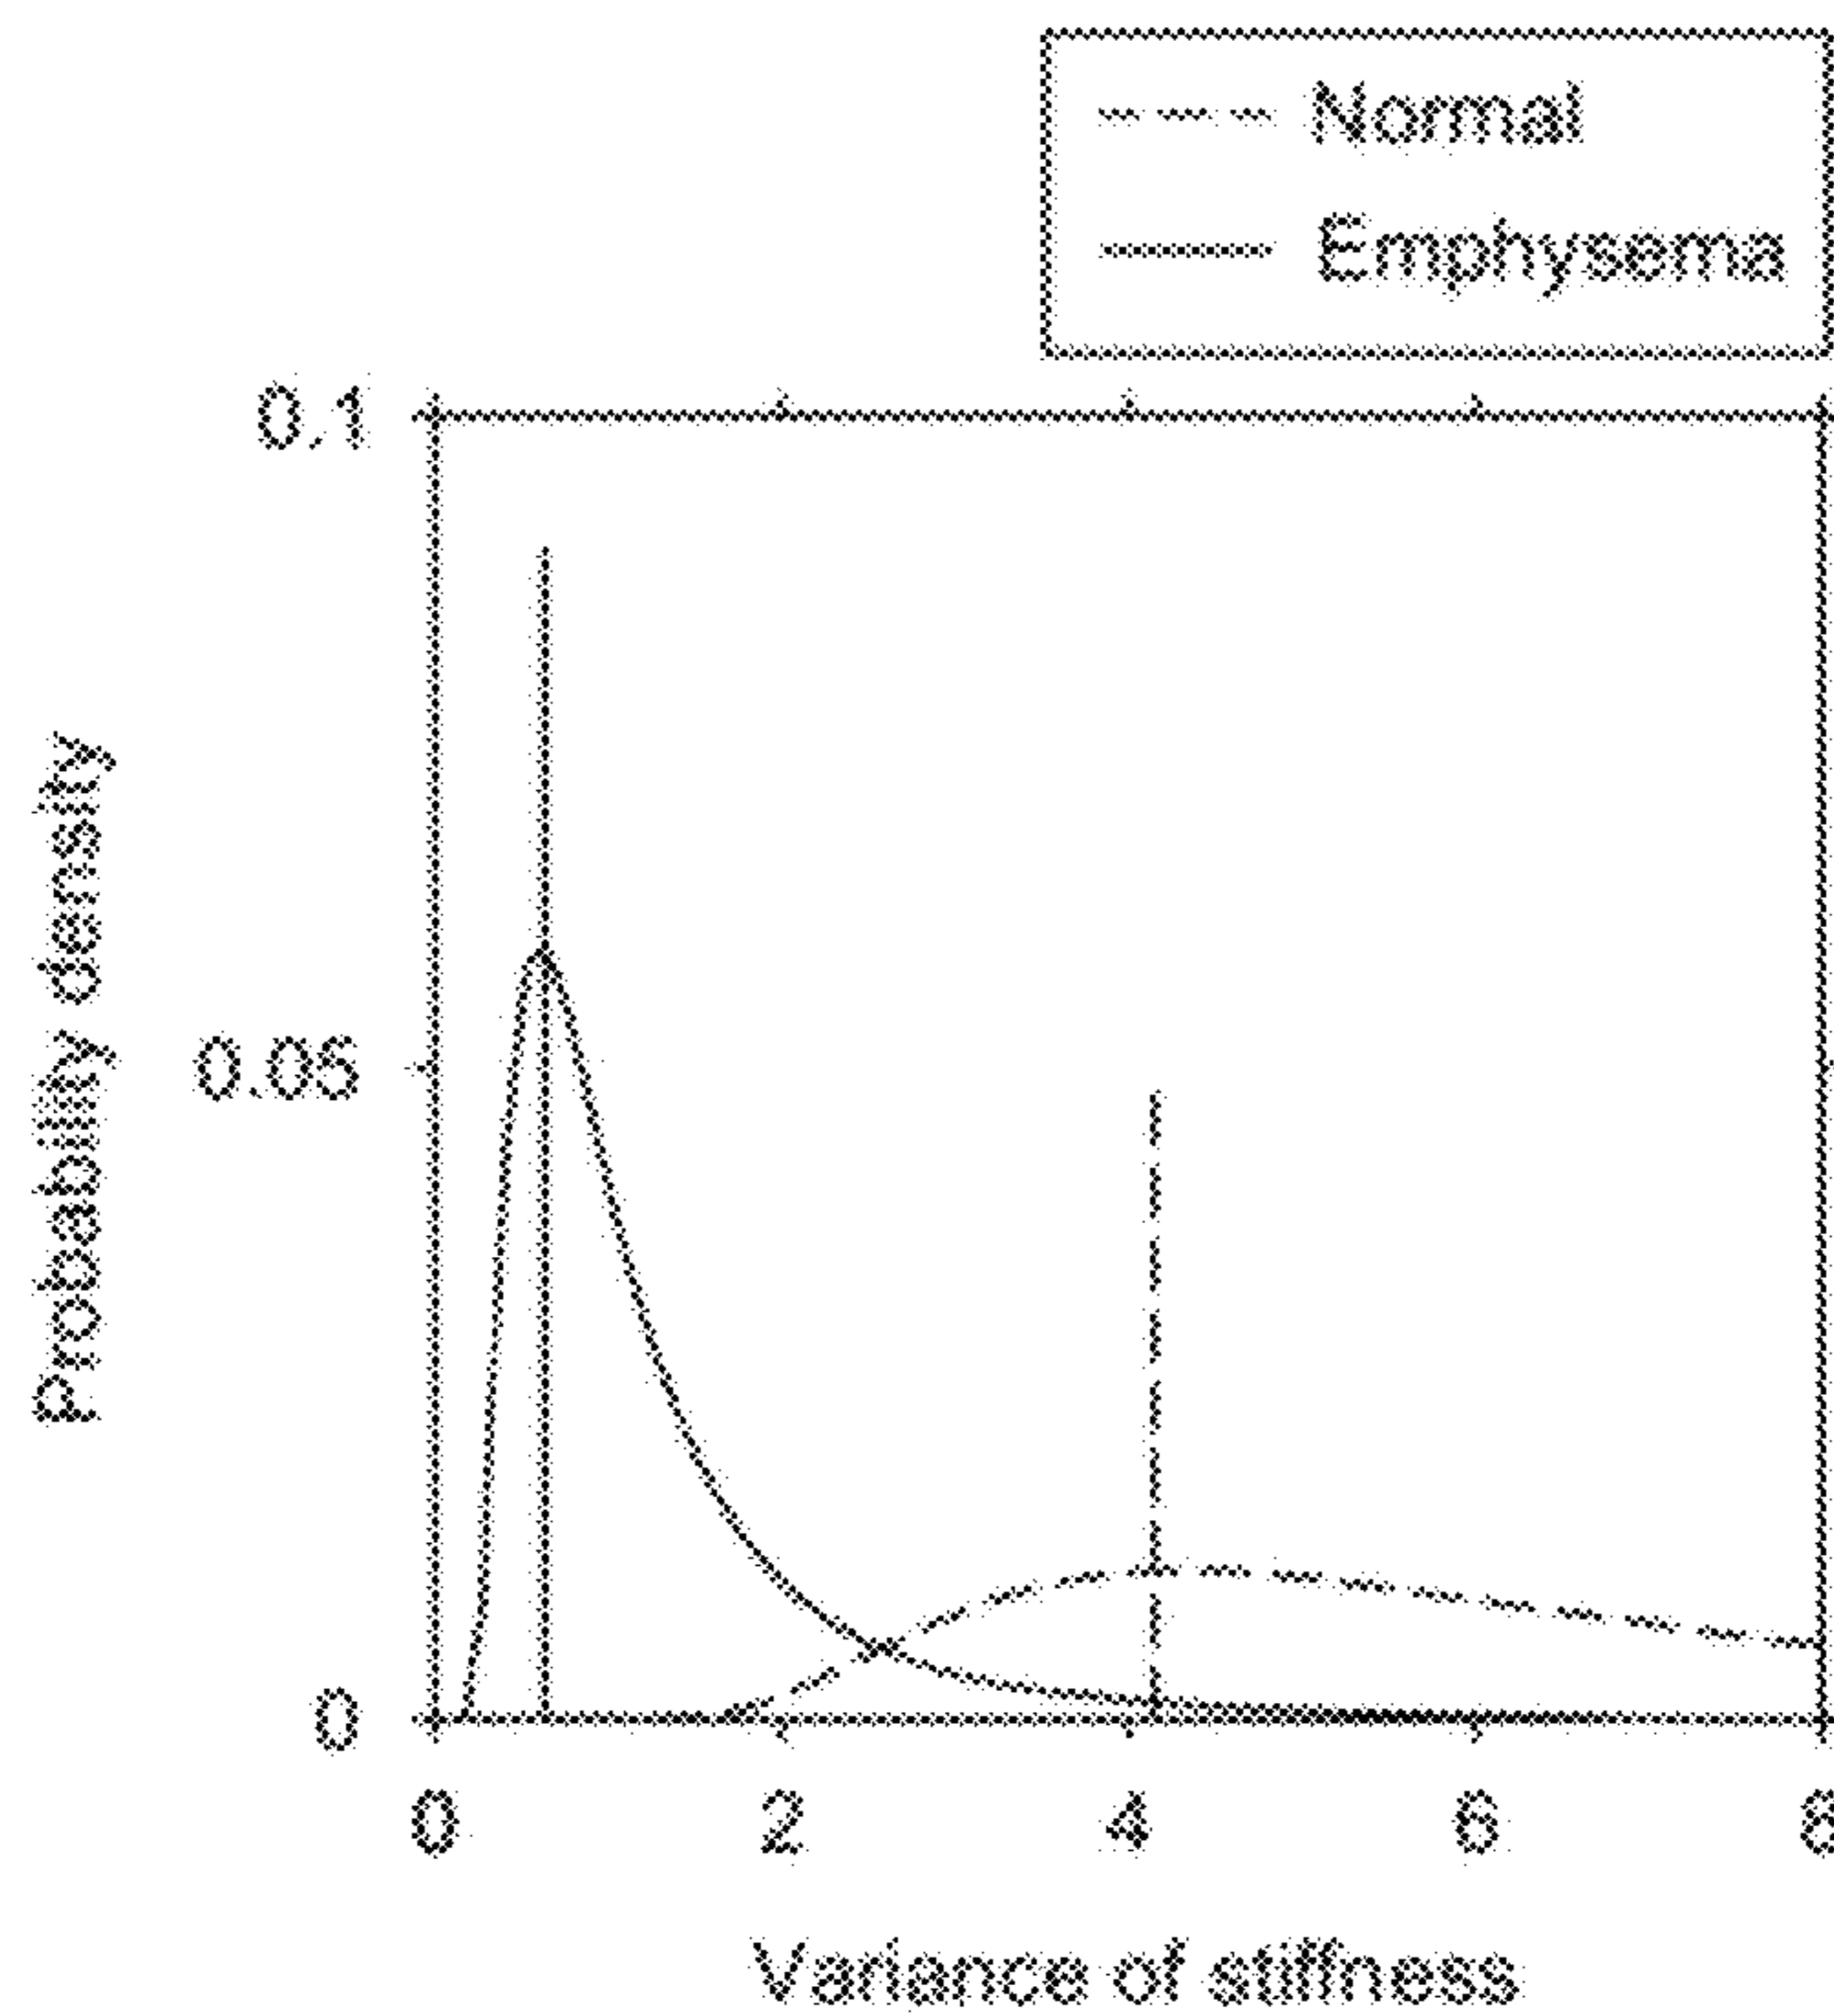 Normal
Emphysema
0.1
0.05
0
Probability density
0 2 4 6 8
Variance of stiffness